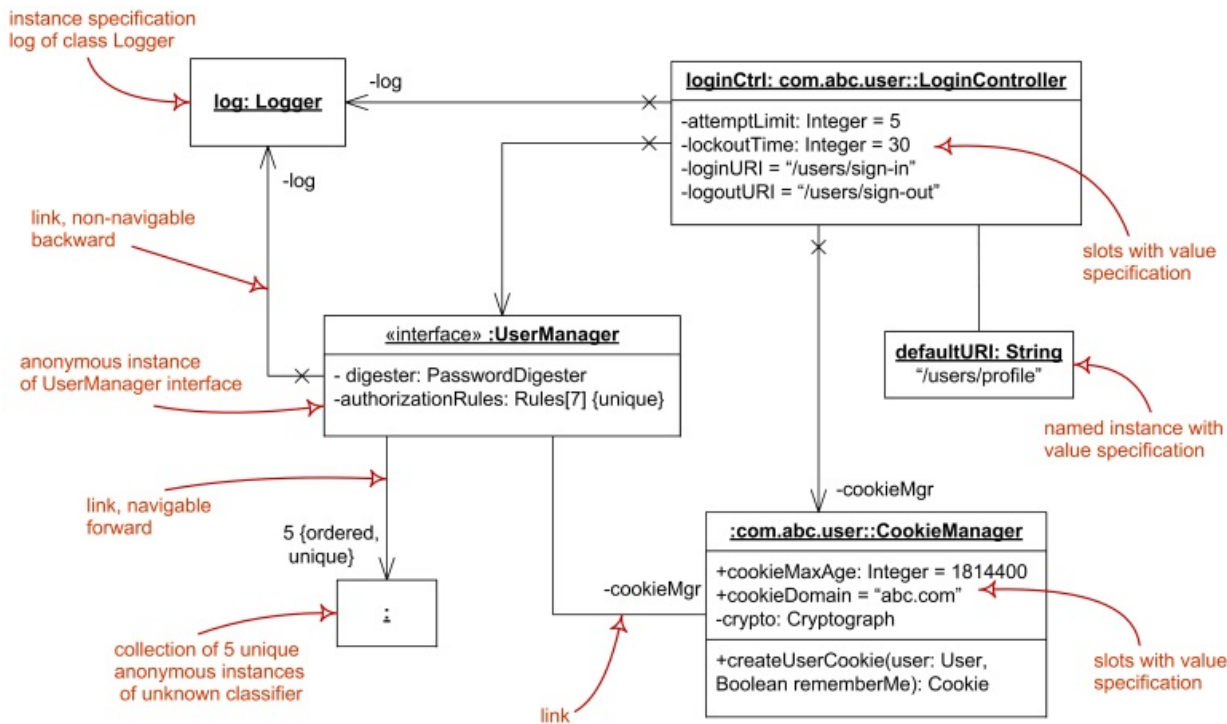 instance specification
log of class Logger
log: Logger
-log
loginCtrl: com.abc.user::LoginController
-attemptLimit: Integer = 5
-lockoutTime: Integer = 30
-loginURI = “/users/sign-in”
-logoutURI = “/users/sign-out”
-log
link, non-navigable
backward
slots with value
specification
«interface» :UserManager
- digester: PasswordDigester
-authorizationRules: Rules[7] {unique}
anonymous instance
of UserManager interface
defaultURI: String
“/users/profile”
named instance with
value specification
link, navigable
forward
-cookieMgr
5 {ordered,
unique}
:com.abc.user::CookieManager
+cookieMaxAge: Integer = 1814400
+cookieDomain = “abc.com”
-crypto: Cryptograph
+createUserCookie(user: User,
Boolean rememberMe): Cookie
-cookieMgr
:
collection of 5 unique
anonymous instances
of unknown classifier
link
slots with value
specification